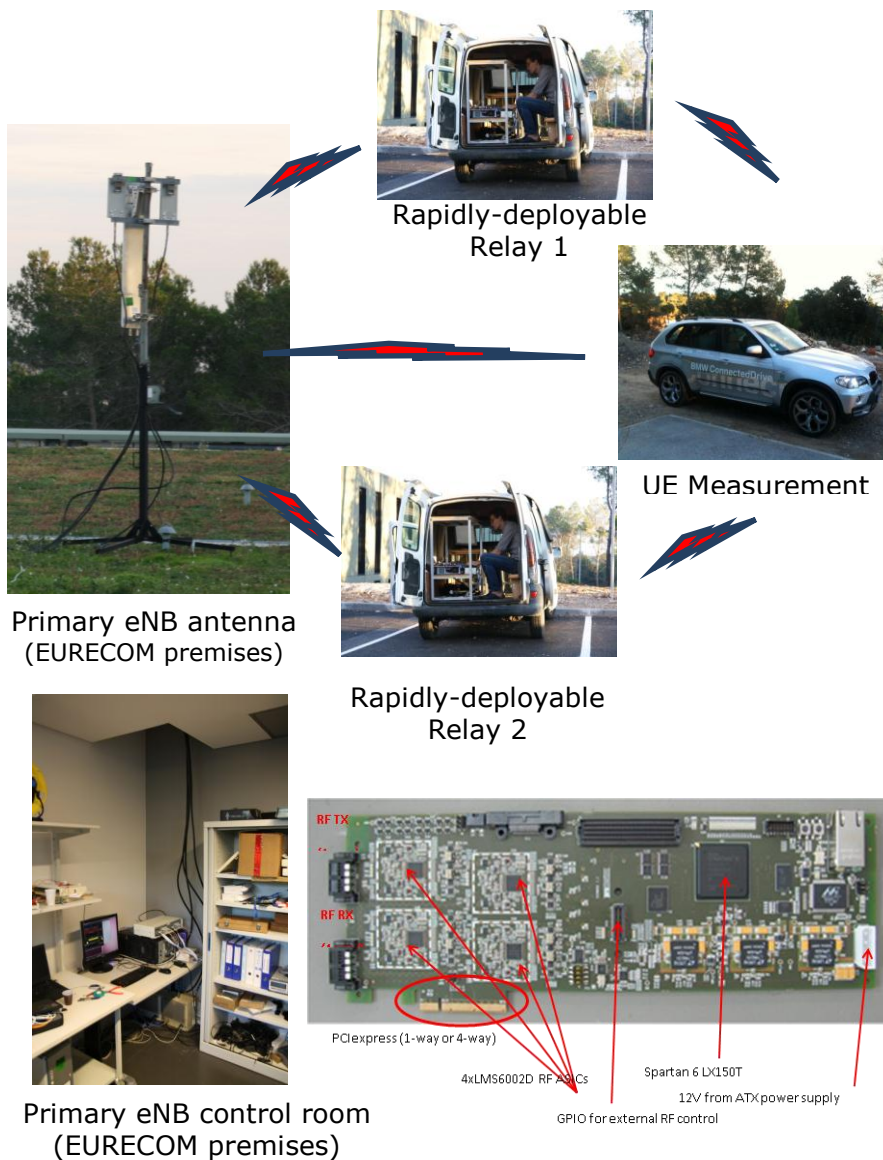 Rapidly-deployable
Relay 1
BMW ConnectedDrive
UE Measurement
Primary eNB antenna
(EURECOM premises)
Rapidly-deployable
Relay 2
RF TX
RF RX
PCIexpress (1-way or 4-way)
4xLMS6002D RF ASICs
Spartan 6 LX150T
12V from ATX power supply
GPIO for external RF control
Primary eNB control room
(EURECOM premises)